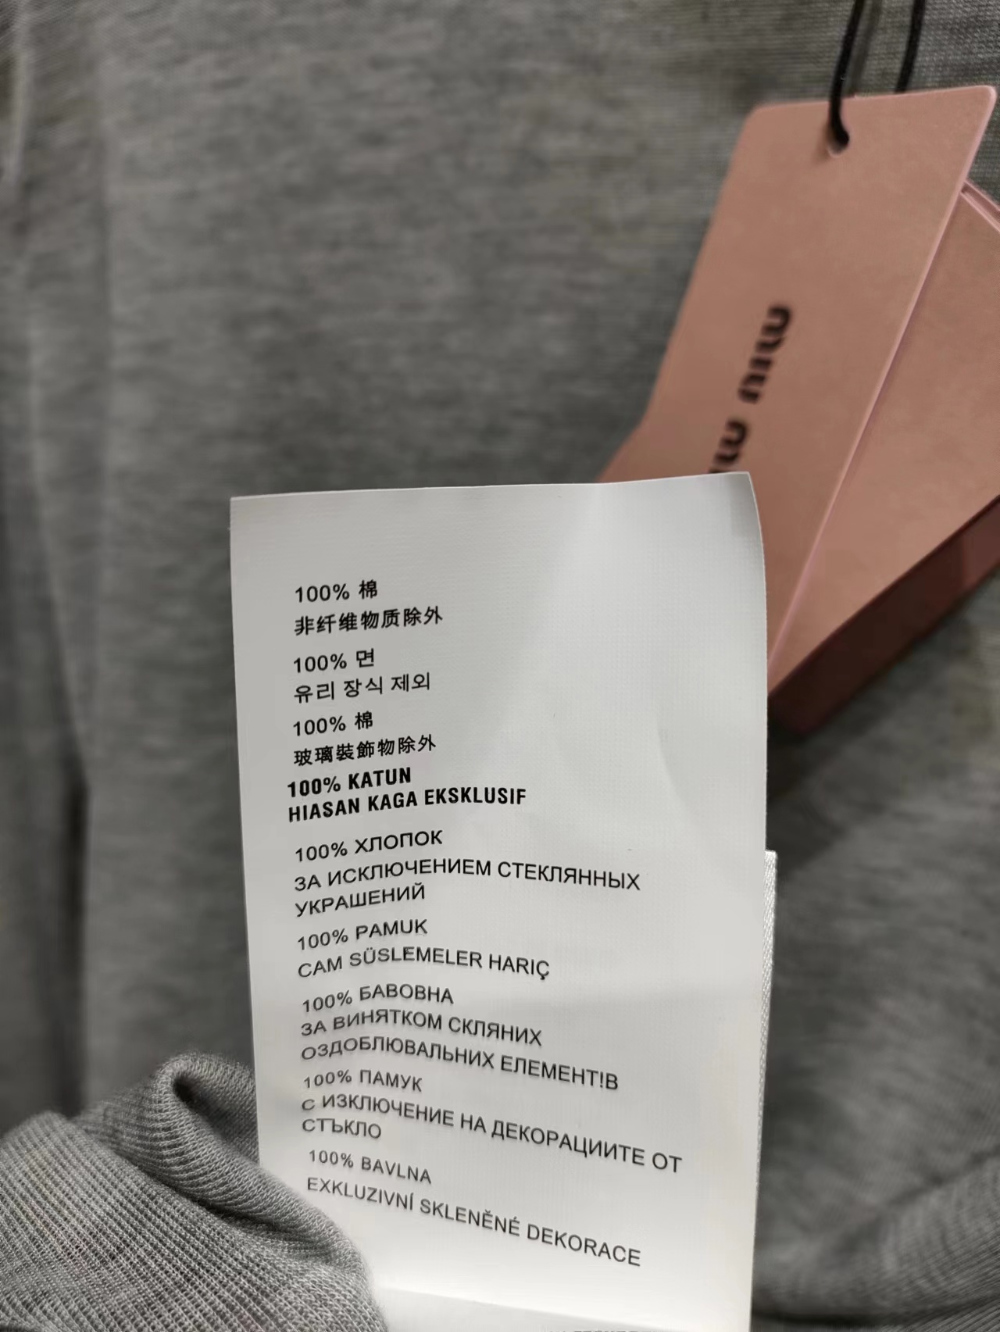 miu miu
100% 棉
非纤维物质除外
100% 면
유리 장식 제외
100% 棉
玻璃裝飾物除外
100% KATUN
HIASAN KAGA EKSKLUSIF
100% ХЛОПОК
ЗА ИСКЛЮЧЕНИЕМ СТЕКЛЯННЫХ
УКРАШЕНИЙ
100% PAMUK
CAM SÜSLEMELER HARIÇ
100% БАВОВНА
ЗА ВИНЯТКОМ СКЛЯНИХ
ОЗДОБЛЮВАЛЬНИХ ЕЛЕМЕНТ!В
100% ПАМУК
С ИЗКЛЮЧЕНИЕ НА ДЕКОРАЦИИТЕ ОТ
СТЪКЛО
100% BAVLNA
EXKLUZIVNÍ SKLENĚNÉ DEKORACE